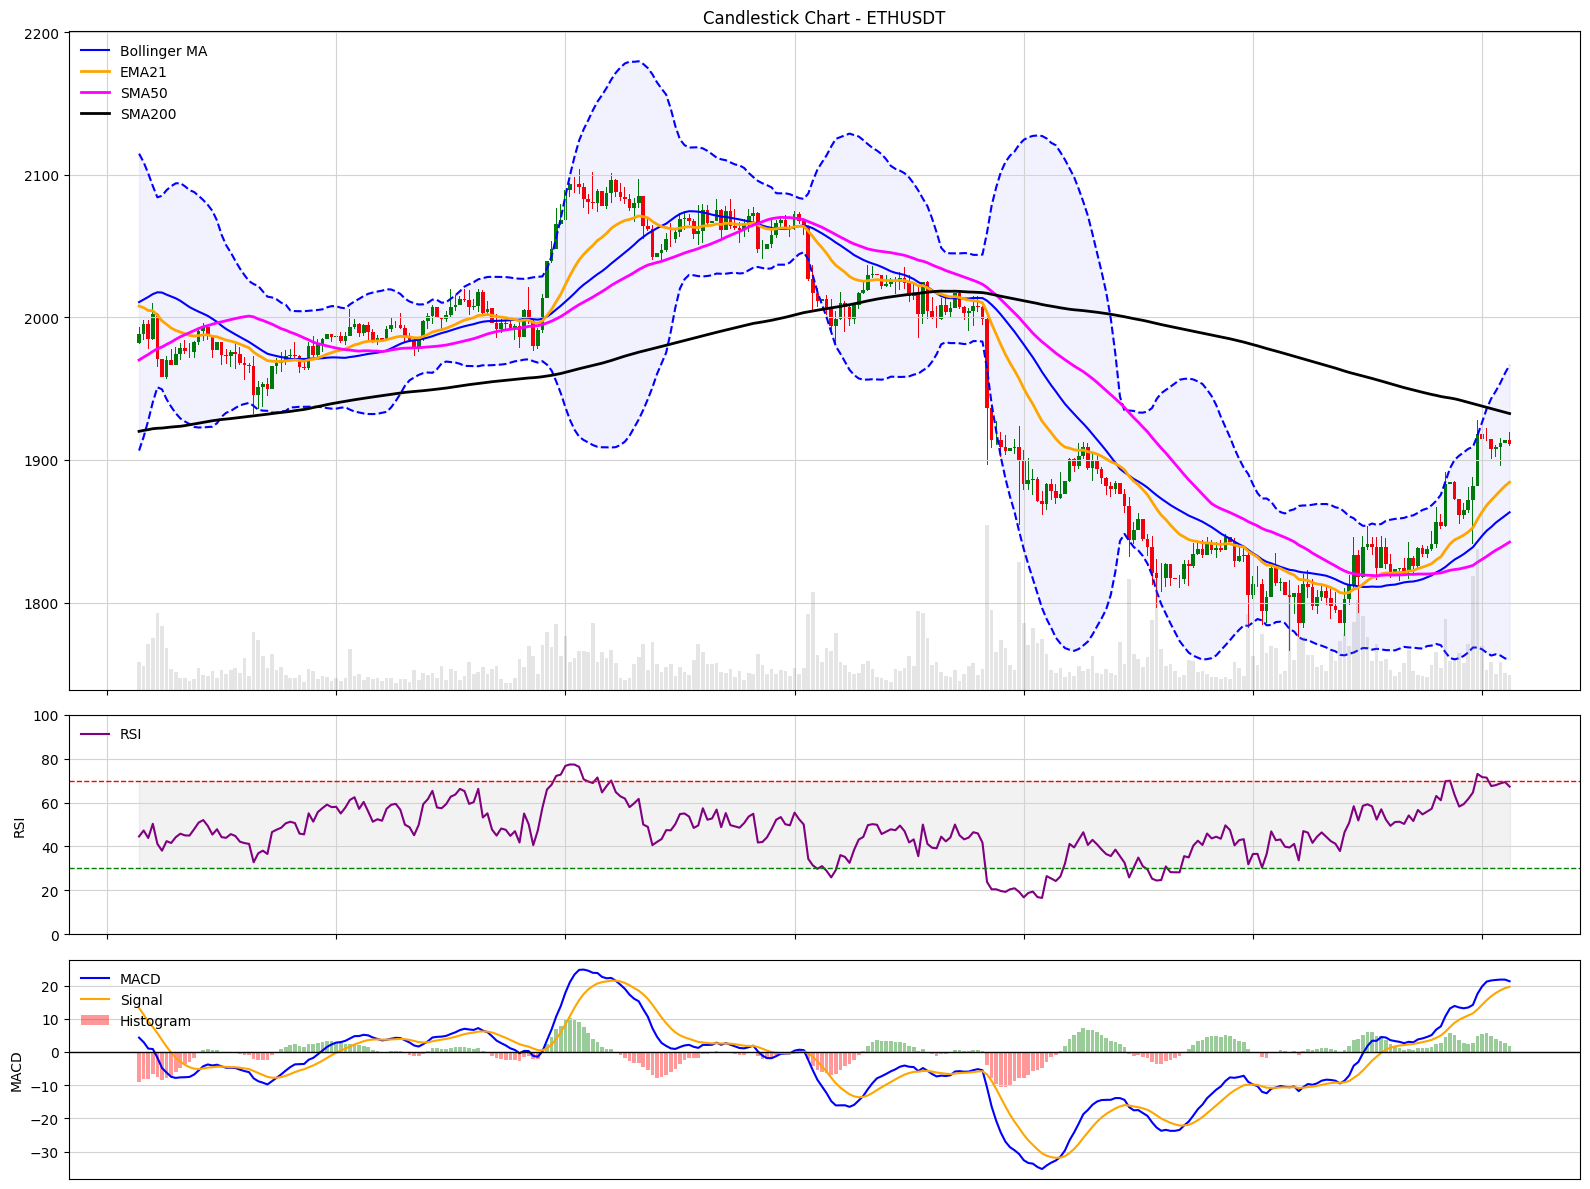 Candlestick Chart - ETHUSDT
2200
2100
2000
1900
1800
Bollinger MA
EMA21
SMA50
SMA200
100
80
60
40
20
0
RSI
RSI
20
10
0
−10
−20
−30
MACD
MACD
Signal
Histogram